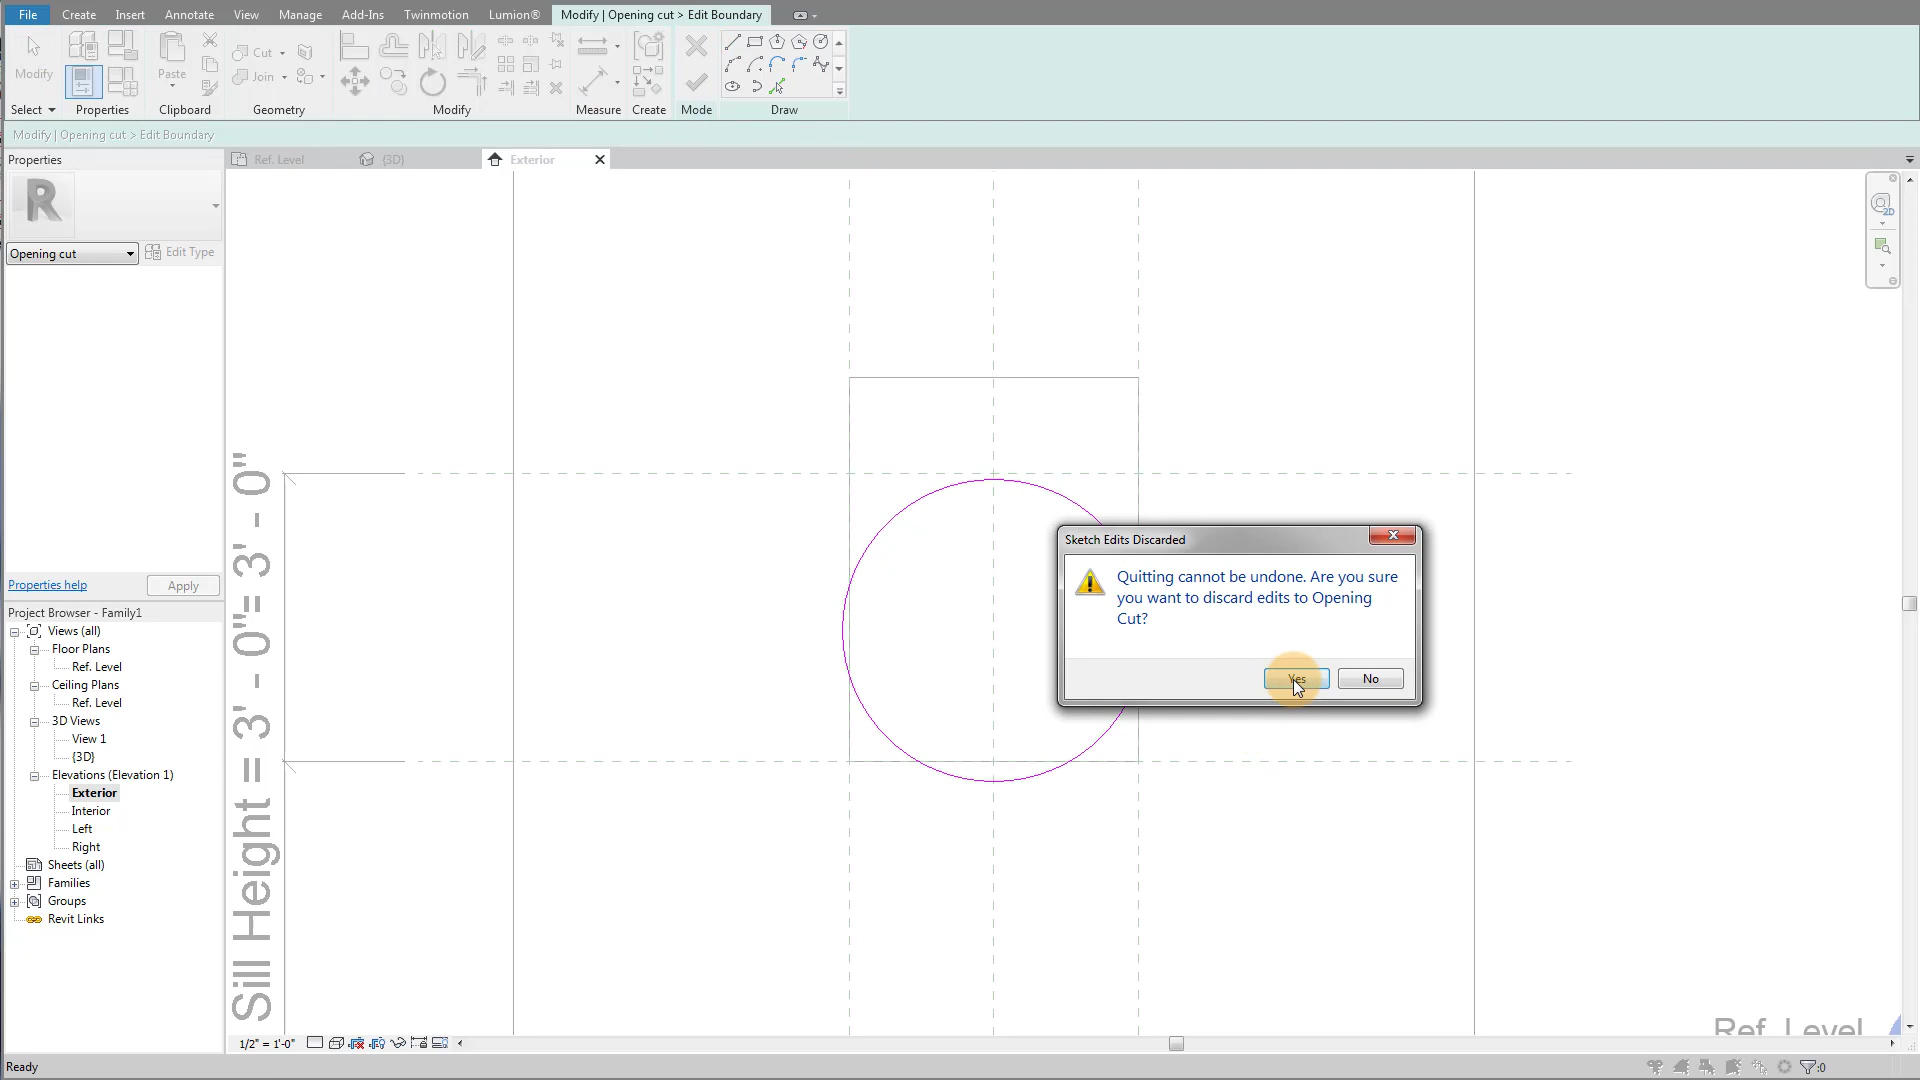 File Create Insert Annotate View Manage Add-Ins Twinmotion Lumion® Modify | Opening cut > Edit Boundary
Modify Paste Cut Join
Select Properties Clipboard Geometry Modify Measure Create Mode Draw
Modify | Opening cut > Edit Boundary
Properties
Ref. Level {3D} Exterior
R
Opening cut Edit Type
2D
Properties help Apply
Project Browser - Family1
Views (all)
Floor Plans
Ref. Level
Ceiling Plans
Ref. Level
3D Views
View 1
{3D}
Elevations (Elevation 1)
Exterior
Interior
Left
Right
Sheets (all)
Families
Groups
Revit Links
Sill Height = 3' - 0"= 3' - 0"
Sketch Edits Discarded
Quitting cannot be undone. Are you sure
you want to discard edits to Opening
Cut?
Yes No
Ref. Level
1/2" = 1'-0"
Ready :0